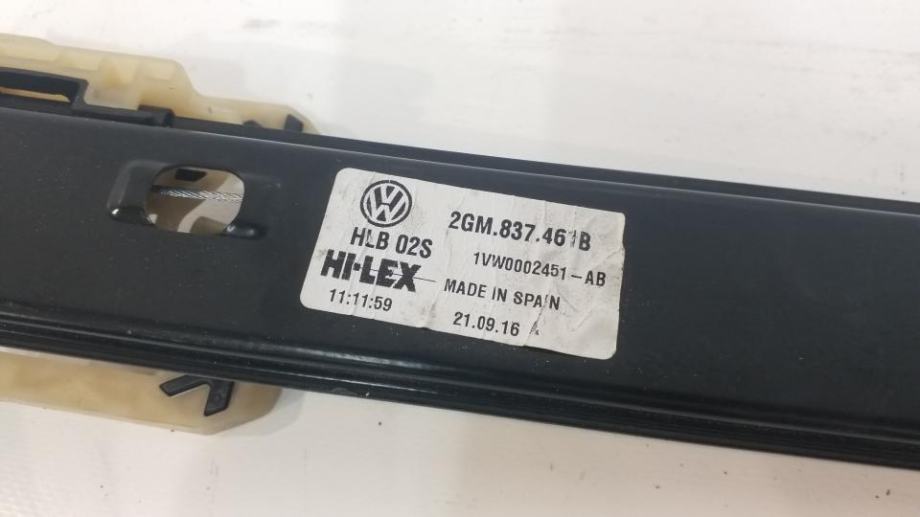 2GM.837.461B
HLB 02S
1VW0002451-AB
HI-LEX
MADE IN SPAIN
11:11:59
21.09.16